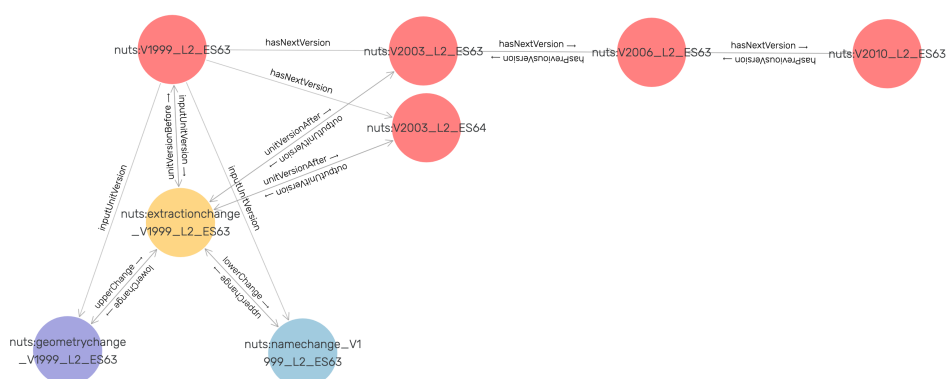 nuts:V1999_L2_ES63
hasNextVersion
nuts:V2003_L2_ES63
hasNextVersion →
hasPreviousVersion →
nuts:V2006_L2_ES63
hasNextVersion →
hasPreviousVersion →
nuts:V2010_L2_ES63
hasNextVersion
nuts:V2003_L2_ES64
unitVersionBefore →
inputUnitVersion →
unitVersionAfter →
outputUnitVersion →
unitVersionAfter →
outputUnitVersion →
inputUnitVersion
inputUnitVersion
nuts:extractionchange
_V1999_L2_ES63
upperChange →
lowerChange →
lowerChange →
upperChange →
nuts:geometrychange
_V1999_L2_ES63
nuts:namechange_V1
999_L2_ES63